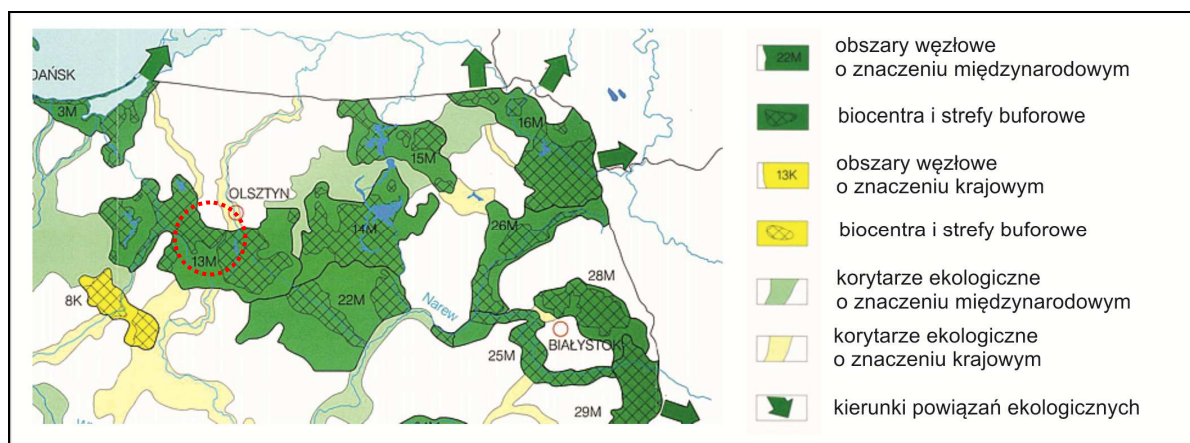 DAŃSK
3M
16M
15M
OLSZTYN
14M
26M
13M
28M
8K
22M
Narew
BIAŁYSTOK
25M
29M
22M
obszary węzłowe
o znaczeniu międzynarodowym
biocentra i strefy buforowe
13K
obszary węzłowe
o znaczeniu krajowym
biocentra i strefy buforowe
korytarze ekologiczne
o znaczeniu międzynarodowym
korytarze ekologiczne
o znaczeniu krajowym
kierunki powiązań ekologicznych